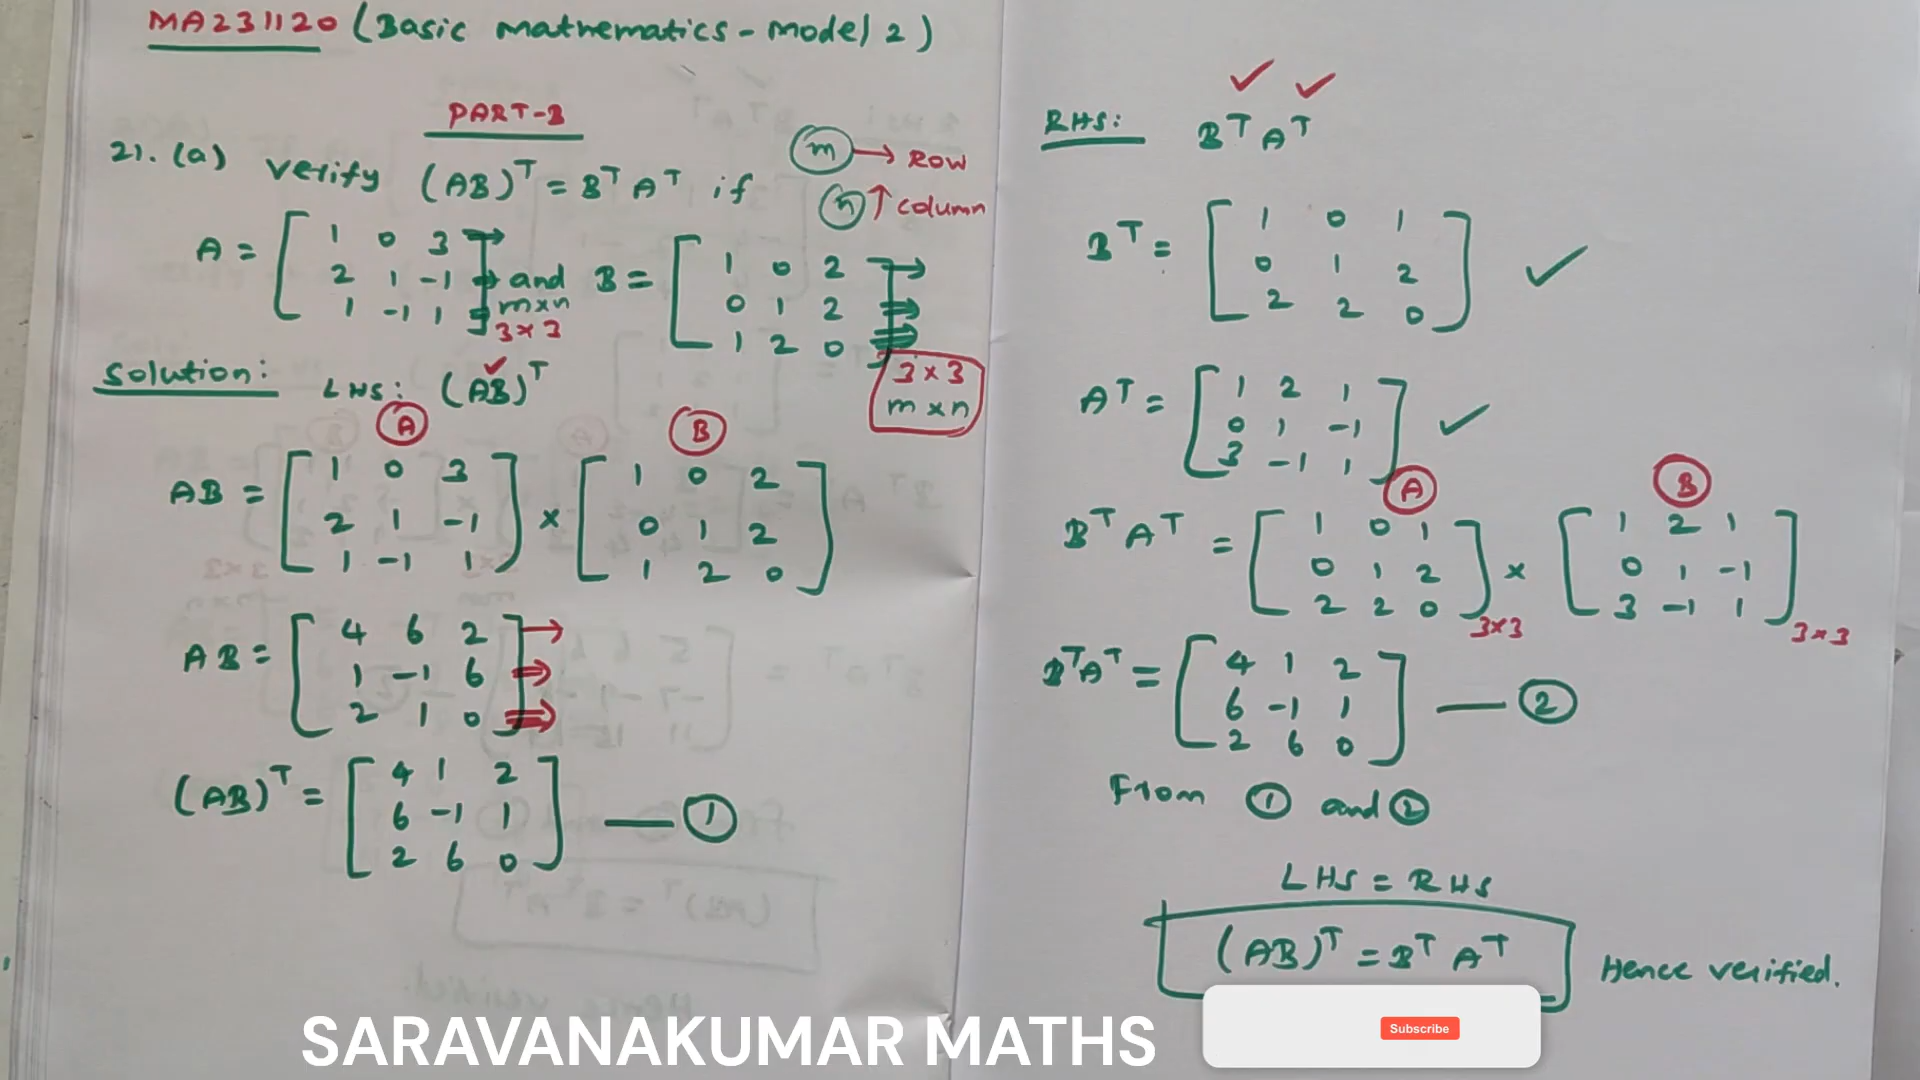 MA231120 (Basic mathematics - model 2)
PART-B
21. (a) Verify (AB)ᵀ = Bᵀ Aᵀ if
m → ROW
n ↑ column
A = [ 1 0 3
2 1 -1
1 -1 1 ]
m×n
3×3
and B = [ 1 0 2
0 1 2
1 2 0 ]
3×3
m×n
Solution: LHS: (AB)ᵀ
A B
AB = [ 1 0 3 ] × [ 1 0 2 ]
2 1 -1 0 1 2
1 -1 1 1 2 0
AB = [ 4 6 2
1 -1 6
2 1 0 ]
(AB)ᵀ = [ 4 1 2
6 -1 1
2 6 0 ] — 1
RHS: Bᵀ Aᵀ
Bᵀ = [ 1 0 1
0 1 2
2 2 0 ]
Aᵀ = [ 1 2 1
0 1 -1
3 -1 1 ]
A B
Bᵀ Aᵀ = [ 1 0 1 ] × [ 1 2 1 ]
0 1 2 0 1 -1
2 2 0 3 -1 1
3×3 3×3
BᵀAᵀ = [ 4 1 2
6 -1 1
2 6 0 ] — 2
From 1 and 2
LHS = RHS
(AB)ᵀ = Bᵀ Aᵀ Hence verified.
SARAVANAKUMAR MATHS
Subscribe